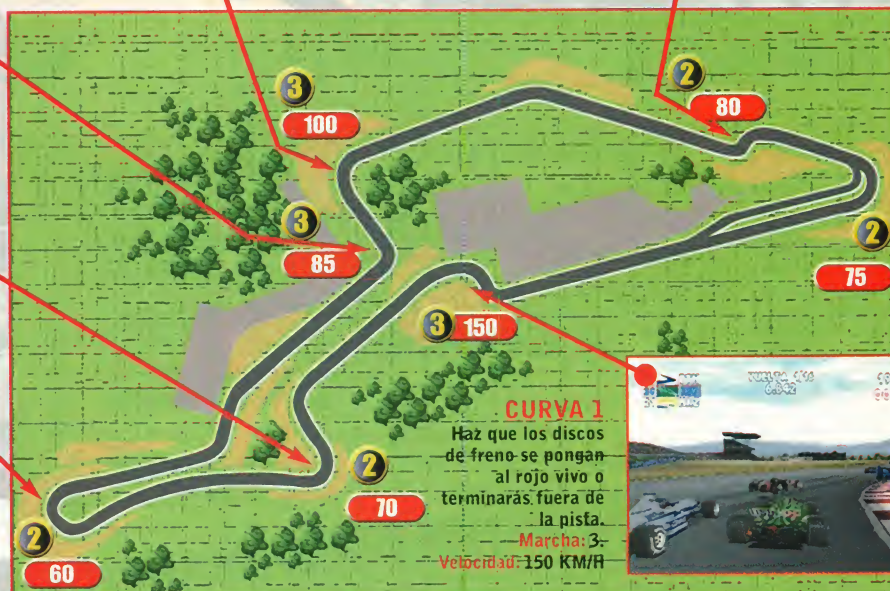 3
100
2
80
3
85
2
75
3
150
2
70
2
60
CURVA 1
Haz que los discos
de freno se pongan
al rojo vivo o
terminarás fuera de
la pista.
Marcha: 3.
Velocidad: 150 KM/H
VUELTA